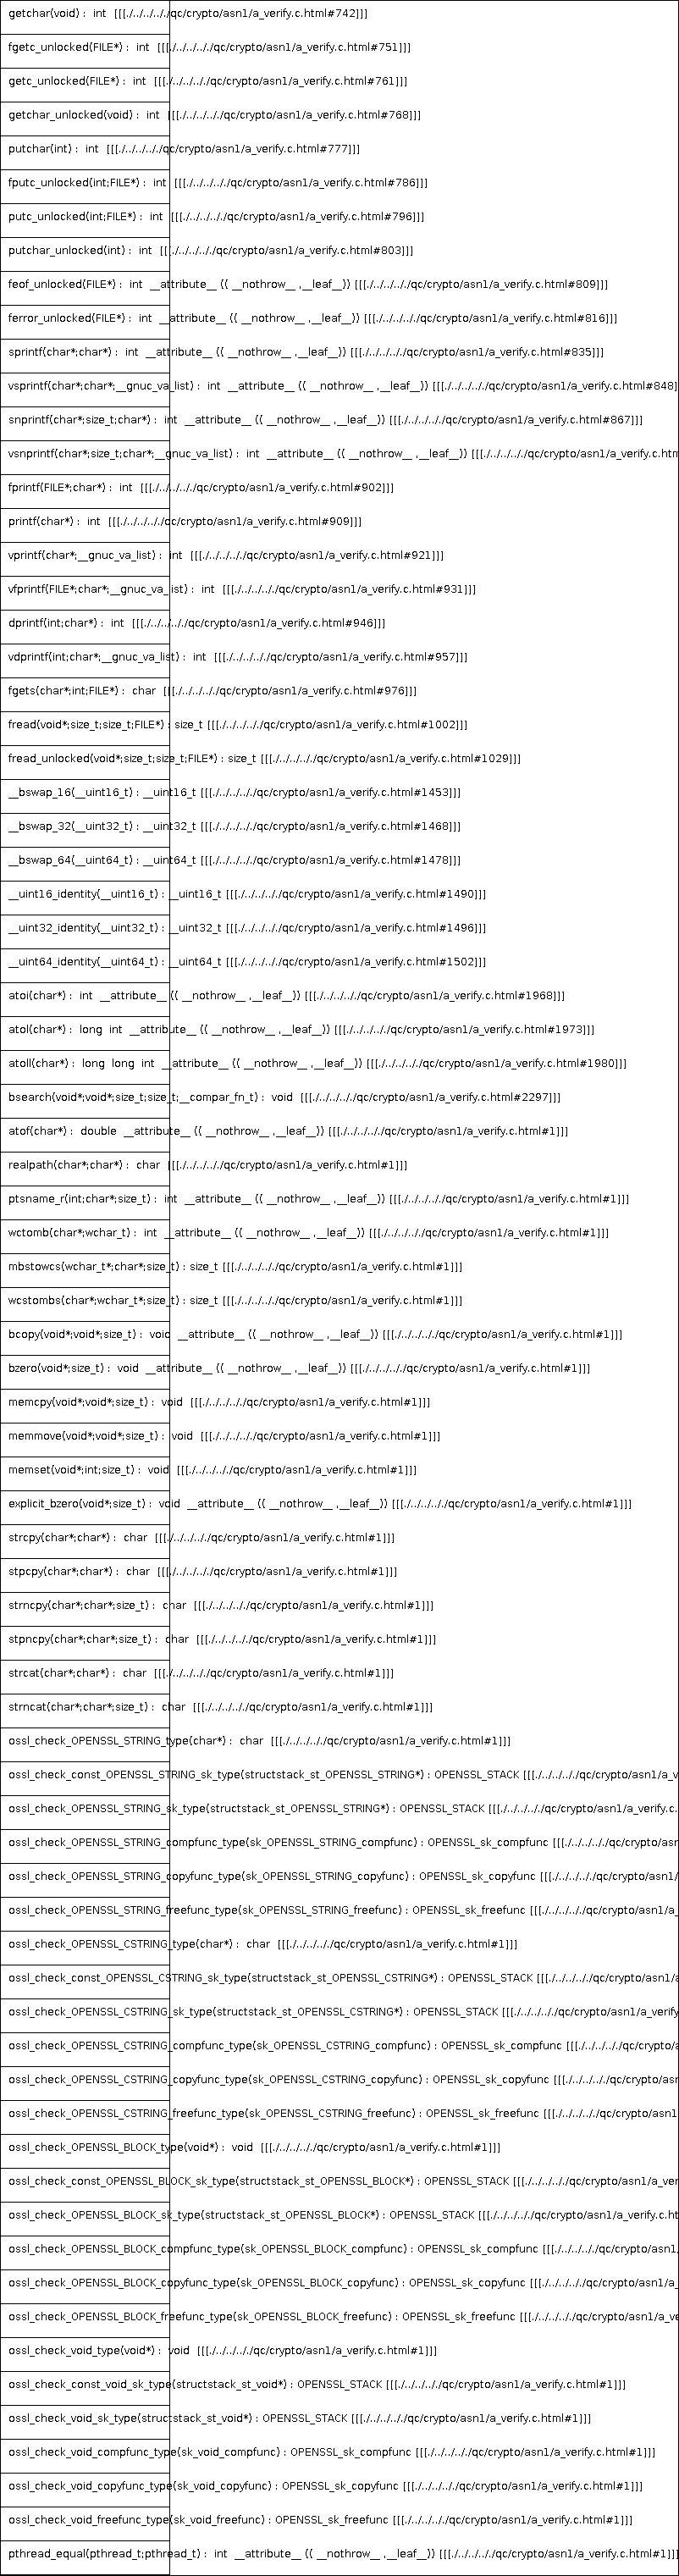 getchar(void) :  int  [[[./../../.././qc/crypto/asn1/a_verify.c.html#742]]]
fgetc_unlocked(FILE*) :  int  [[[./../../.././qc/crypto/asn1/a_verify.c.html#751]]]
getc_unlocked(FILE*) :  int  [[[./../../.././qc/crypto/asn1/a_verify.c.html#761]]]
getchar_unlocked(void) :  int  [[[./../../.././qc/crypto/asn1/a_verify.c.html#768]]]
putchar(int) :  int  [[[./../../.././qc/crypto/asn1/a_verify.c.html#777]]]
fputc_unlocked(int;FILE*) :  int  [[[./../../.././qc/crypto/asn1/a_verify.c.html#786]]]
putc_unlocked(int;FILE*) :  int  [[[./../../.././qc/crypto/asn1/a_verify.c.html#796]]]
putchar_unlocked(int) :  int  [[[./../../.././qc/crypto/asn1/a_verify.c.html#803]]]
feof_unlocked(FILE*) :  int  __attribute__ (( __nothrow__ ,__leaf__)) [[[./../../.././qc/crypto/asn1/a_verify.c.html#809]]]
ferror_unlocked(FILE*) :  int  __attribute__ (( __nothrow__ ,__leaf__)) [[[./../../.././qc/crypto/asn1/a_verify.c.html#816]]]
sprintf(char*;char*) :  int  __attribute__ (( __nothrow__ ,__leaf__)) [[[./../../.././qc/crypto/asn1/a_verify.c.html#835]]]
vsprintf(char*;char*;__gnuc_va_list) :  int  __attribute__ (( __nothrow__ ,__leaf__)) [[[./../../.././qc/crypto/asn1/a_verify.c.html#848]
snprintf(char*;size_t;char*) :  int  __attribute__ (( __nothrow__ ,__leaf__)) [[[./../../.././qc/crypto/asn1/a_verify.c.html#867]]]
vsnprintf(char*;size_t;char*;__gnuc_va_list) :  int  __attribute__ (( __nothrow__ ,__leaf__)) [[[./../../.././qc/crypto/asn1/a_verify.c.htm
fprintf(FILE*;char*) :  int  [[[./../../.././qc/crypto/asn1/a_verify.c.html#902]]]
printf(char*) :  int  [[[./../../.././qc/crypto/asn1/a_verify.c.html#909]]]
vprintf(char*;__gnuc_va_list) :  int  [[[./../../.././qc/crypto/asn1/a_verify.c.html#921]]]
vfprintf(FILE*;char*;__gnuc_va_list) :  int  [[[./../../.././qc/crypto/asn1/a_verify.c.html#931]]]
dprintf(int;char*) :  int  [[[./../../.././qc/crypto/asn1/a_verify.c.html#946]]]
vdprintf(int;char*;__gnuc_va_list) :  int  [[[./../../.././qc/crypto/asn1/a_verify.c.html#957]]]
fgets(char*;int;FILE*) :  char  [[[./../../.././qc/crypto/asn1/a_verify.c.html#976]]]
fread(void*;size_t;size_t;FILE*) : size_t [[[./../../.././qc/crypto/asn1/a_verify.c.html#1002]]]
fread_unlocked(void*;size_t;size_t;FILE*) : size_t [[[./../../.././qc/crypto/asn1/a_verify.c.html#1029]]]
__bswap_16(__uint16_t) : __uint16_t [[[./../../.././qc/crypto/asn1/a_verify.c.html#1453]]]
__bswap_32(__uint32_t) : __uint32_t [[[./../../.././qc/crypto/asn1/a_verify.c.html#1468]]]
__bswap_64(__uint64_t) : __uint64_t [[[./../../.././qc/crypto/asn1/a_verify.c.html#1478]]]
__uint16_identity(__uint16_t) : __uint16_t [[[./../../.././qc/crypto/asn1/a_verify.c.html#1490]]]
__uint32_identity(__uint32_t) : __uint32_t [[[./../../.././qc/crypto/asn1/a_verify.c.html#1496]]]
__uint64_identity(__uint64_t) : __uint64_t [[[./../../.././qc/crypto/asn1/a_verify.c.html#1502]]]
atoi(char*) :  int  __attribute__ (( __nothrow__ ,__leaf__)) [[[./../../.././qc/crypto/asn1/a_verify.c.html#1968]]]
atol(char*) :  long  int  __attribute__ (( __nothrow__ ,__leaf__)) [[[./../../.././qc/crypto/asn1/a_verify.c.html#1973]]]
atoll(char*) :  long  long  int  __attribute__ (( __nothrow__ ,__leaf__)) [[[./../../.././qc/crypto/asn1/a_verify.c.html#1980]]]
bsearch(void*;void*;size_t;size_t;__compar_fn_t) :  void  [[[./../../.././qc/crypto/asn1/a_verify.c.html#2297]]]
atof(char*) :  double  __attribute__ (( __nothrow__ ,__leaf__)) [[[./../../.././qc/crypto/asn1/a_verify.c.html#1]]]
realpath(char*;char*) :  char  [[[./../../.././qc/crypto/asn1/a_verify.c.html#1]]]
ptsname_r(int;char*;size_t) :  int  __attribute__ (( __nothrow__ ,__leaf__)) [[[./../../.././qc/crypto/asn1/a_verify.c.html#1]]]
wctomb(char*;wchar_t) :  int  __attribute__ (( __nothrow__ ,__leaf__)) [[[./../../.././qc/crypto/asn1/a_verify.c.html#1]]]
mbstowcs(wchar_t*;char*;size_t) : size_t [[[./../../.././qc/crypto/asn1/a_verify.c.html#1]]]
wcstombs(char*;wchar_t*;size_t) : size_t [[[./../../.././qc/crypto/asn1/a_verify.c.html#1]]]
bcopy(void*;void*;size_t) :  void  __attribute__ (( __nothrow__ ,__leaf__)) [[[./../../.././qc/crypto/asn1/a_verify.c.html#1]]]
bzero(void*;size_t) :  void  __attribute__ (( __nothrow__ ,__leaf__)) [[[./../../.././qc/crypto/asn1/a_verify.c.html#1]]]
memcpy(void*;void*;size_t) :  void  [[[./../../.././qc/crypto/asn1/a_verify.c.html#1]]]
memmove(void*;void*;size_t) :  void  [[[./../../.././qc/crypto/asn1/a_verify.c.html#1]]]
memset(void*;int;size_t) :  void  [[[./../../.././qc/crypto/asn1/a_verify.c.html#1]]]
explicit_bzero(void*;size_t) :  void  __attribute__ (( __nothrow__ ,__leaf__)) [[[./../../.././qc/crypto/asn1/a_verify.c.html#1]]]
strcpy(char*;char*) :  char  [[[./../../.././qc/crypto/asn1/a_verify.c.html#1]]]
stpcpy(char*;char*) :  char  [[[./../../.././qc/crypto/asn1/a_verify.c.html#1]]]
strncpy(char*;char*;size_t) :  char  [[[./../../.././qc/crypto/asn1/a_verify.c.html#1]]]
stpncpy(char*;char*;size_t) :  char  [[[./../../.././qc/crypto/asn1/a_verify.c.html#1]]]
strcat(char*;char*) :  char  [[[./../../.././qc/crypto/asn1/a_verify.c.html#1]]]
strncat(char*;char*;size_t) :  char  [[[./../../.././qc/crypto/asn1/a_verify.c.html#1]]]
ossl_check_OPENSSL_STRING_type(char*) :  char  [[[./../../.././qc/crypto/asn1/a_verify.c.html#1]]]
ossl_check_const_OPENSSL_STRING_sk_type(structstack_st_OPENSSL_STRING*) : OPENSSL_STACK [[[./../../.././qc/crypto/asn1/a_v
ossl_check_OPENSSL_STRING_sk_type(structstack_st_OPENSSL_STRING*) : OPENSSL_STACK [[[./../../.././qc/crypto/asn1/a_verify.c.
ossl_check_OPENSSL_STRING_compfunc_type(sk_OPENSSL_STRING_compfunc) : OPENSSL_sk_compfunc [[[./../../.././qc/crypto/asn
ossl_check_OPENSSL_STRING_copyfunc_type(sk_OPENSSL_STRING_copyfunc) : OPENSSL_sk_copyfunc [[[./../../.././qc/crypto/asn1/
ossl_check_OPENSSL_STRING_freefunc_type(sk_OPENSSL_STRING_freefunc) : OPENSSL_sk_freefunc [[[./../../.././qc/crypto/asn1/a_
ossl_check_OPENSSL_CSTRING_type(char*) :  char  [[[./../../.././qc/crypto/asn1/a_verify.c.html#1]]]
ossl_check_const_OPENSSL_CSTRING_sk_type(structstack_st_OPENSSL_CSTRING*) : OPENSSL_STACK [[[./../../.././qc/crypto/asn1/a
ossl_check_OPENSSL_CSTRING_sk_type(structstack_st_OPENSSL_CSTRING*) : OPENSSL_STACK [[[./../../.././qc/crypto/asn1/a_verify
ossl_check_OPENSSL_CSTRING_compfunc_type(sk_OPENSSL_CSTRING_compfunc) : OPENSSL_sk_compfunc [[[./../../.././qc/crypto/a
ossl_check_OPENSSL_CSTRING_copyfunc_type(sk_OPENSSL_CSTRING_copyfunc) : OPENSSL_sk_copyfunc [[[./../../.././qc/crypto/asn
ossl_check_OPENSSL_CSTRING_freefunc_type(sk_OPENSSL_CSTRING_freefunc) : OPENSSL_sk_freefunc [[[./../../.././qc/crypto/asn1
ossl_check_OPENSSL_BLOCK_type(void*) :  void  [[[./../../.././qc/crypto/asn1/a_verify.c.html#1]]]
ossl_check_const_OPENSSL_BLOCK_sk_type(structstack_st_OPENSSL_BLOCK*) : OPENSSL_STACK [[[./../../.././qc/crypto/asn1/a_ver
ossl_check_OPENSSL_BLOCK_sk_type(structstack_st_OPENSSL_BLOCK*) : OPENSSL_STACK [[[./../../.././qc/crypto/asn1/a_verify.c.ht
ossl_check_OPENSSL_BLOCK_compfunc_type(sk_OPENSSL_BLOCK_compfunc) : OPENSSL_sk_compfunc [[[./../../.././qc/crypto/asn1,
ossl_check_OPENSSL_BLOCK_copyfunc_type(sk_OPENSSL_BLOCK_copyfunc) : OPENSSL_sk_copyfunc [[[./../../.././qc/crypto/asn1/a_
ossl_check_OPENSSL_BLOCK_freefunc_type(sk_OPENSSL_BLOCK_freefunc) : OPENSSL_sk_freefunc [[[./../../.././qc/crypto/asn1/a_ve
ossl_check_void_type(void*) :  void  [[[./../../.././qc/crypto/asn1/a_verify.c.html#1]]]
ossl_check_const_void_sk_type(structstack_st_void*) : OPENSSL_STACK [[[./../../.././qc/crypto/asn1/a_verify.c.html#1]]]
ossl_check_void_sk_type(structstack_st_void*) : OPENSSL_STACK [[[./../../.././qc/crypto/asn1/a_verify.c.html#1]]]
ossl_check_void_compfunc_type(sk_void_compfunc) : OPENSSL_sk_compfunc [[[./../../.././qc/crypto/asn1/a_verify.c.html#1]]]
ossl_check_void_copyfunc_type(sk_void_copyfunc) : OPENSSL_sk_copyfunc [[[./../../.././qc/crypto/asn1/a_verify.c.html#1]]]
ossl_check_void_freefunc_type(sk_void_freefunc) : OPENSSL_sk_freefunc [[[./../../.././qc/crypto/asn1/a_verify.c.html#1]]]
pthread_equal(pthread_t;pthread_t) :  int  __attribute__ (( __nothrow__ ,__leaf__)) [[[./../../.././qc/crypto/asn1/a_verify.c.html#1]]]